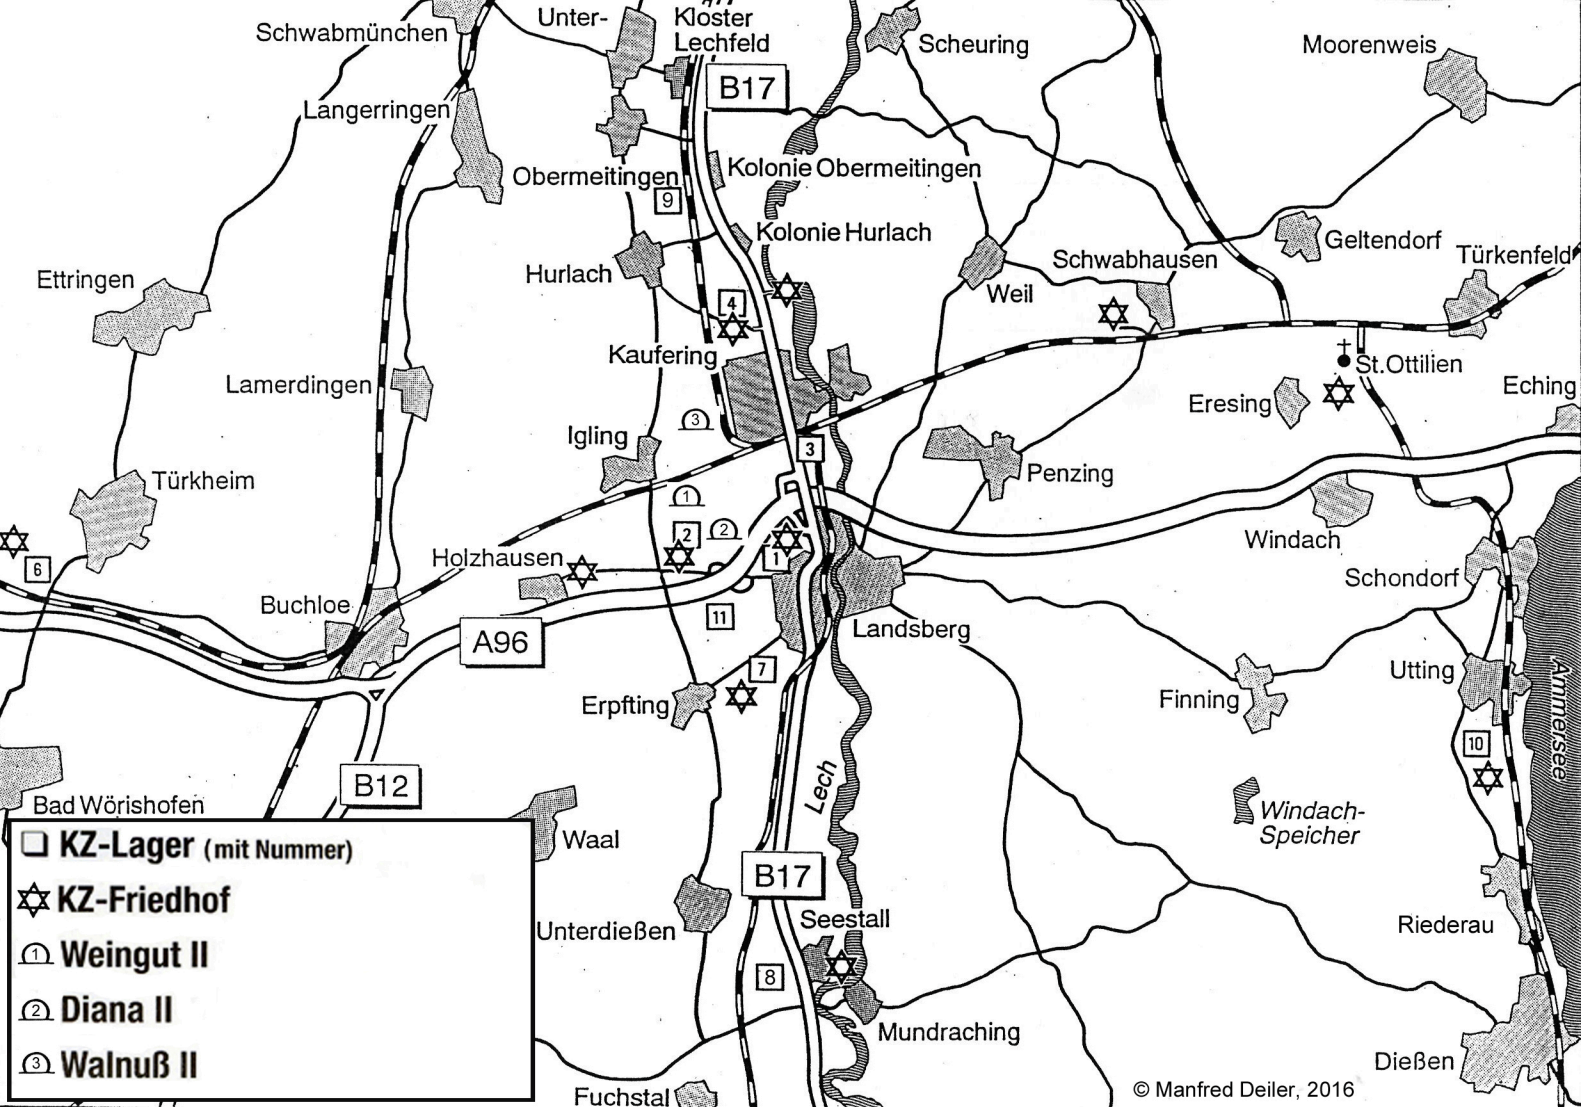 Schwabmünchen
Unter-
Kloster
Lechfeld
Scheuring
Moorenweis
B17
Langerringen
Obermeitingen
Kolonie Obermeitingen
9
Kolonie Hurlach
Geltendorf
Türkenfeld
Schwabhausen
Hurlach
Ettringen
Weil
4
Kaufering
St.Ottilien
Lamerdingen
Eresing
Eching
3
Igling
3
Penzing
Türkheim
1
2
2
Windach
Holzhausen
1
6
Schondorf
Buchloe
11
Landsberg
A96
7
Utting
Erpfting
Finning
Ammersee
10
B12
Lech
Bad Wörishofen
Windach-
Speicher
Waal
B17
Seestall
Riederau
Unterdießen
8
Mundraching
Dießen
Fuchstal
KZ-Lager (mit Nummer)
KZ-Friedhof
1 Weingut II
2 Diana II
3 Walnuß II
© Manfred Deiler, 2016